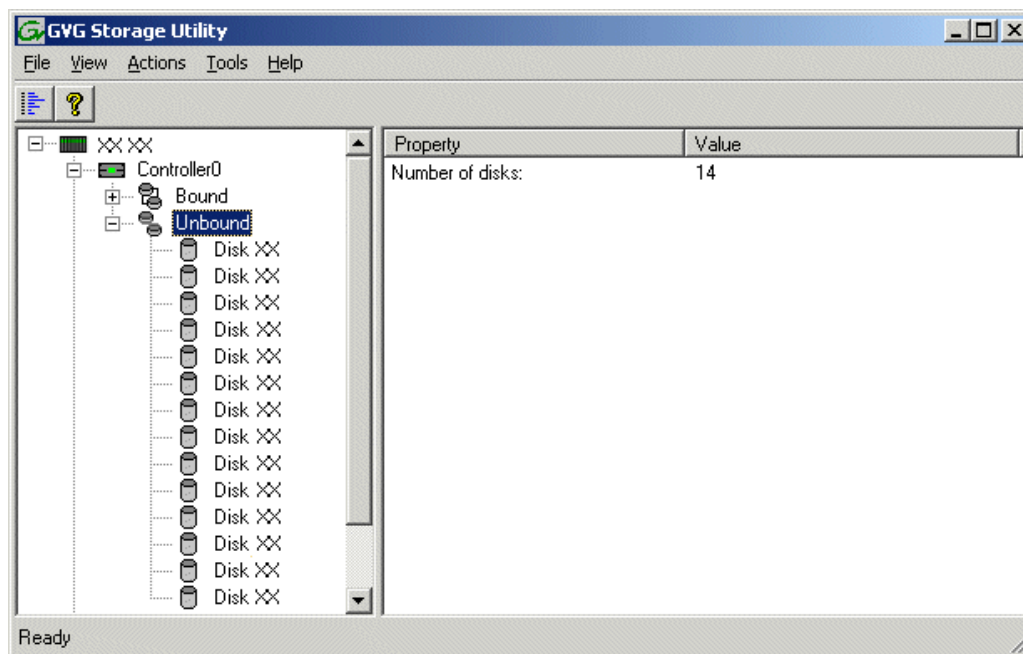 GVG Storage Utility
File View Actions Tools Help
XX XX
Controller0
Bound
Unbound
Disk XX
Disk XX
Disk XX
Disk XX
Disk XX
Disk XX
Disk XX
Disk XX
Disk XX
Disk XX
Disk XX
Disk XX
Disk XX
Disk XX
Property Value
Number of disks: 14
Ready